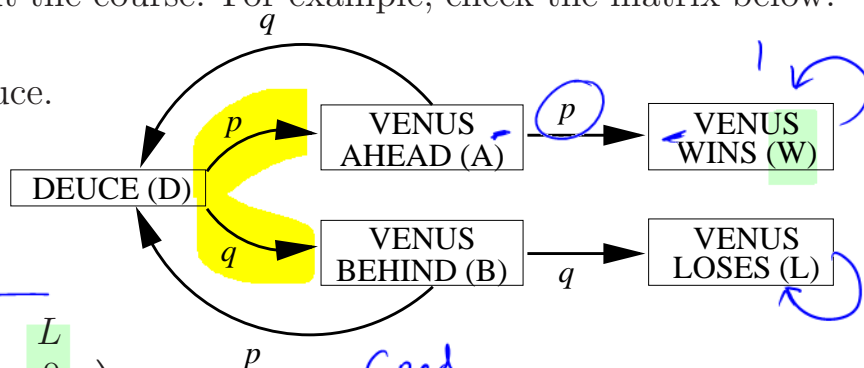 it the course. For example, check the matrix below.
q
uce.
p
VENUS
AHEAD (A)
p
1
VENUS
WINS (W)
DEUCE (D)
q
VENUS
BEHIND (B)
q
VENUS
LOSES (L)
L
p